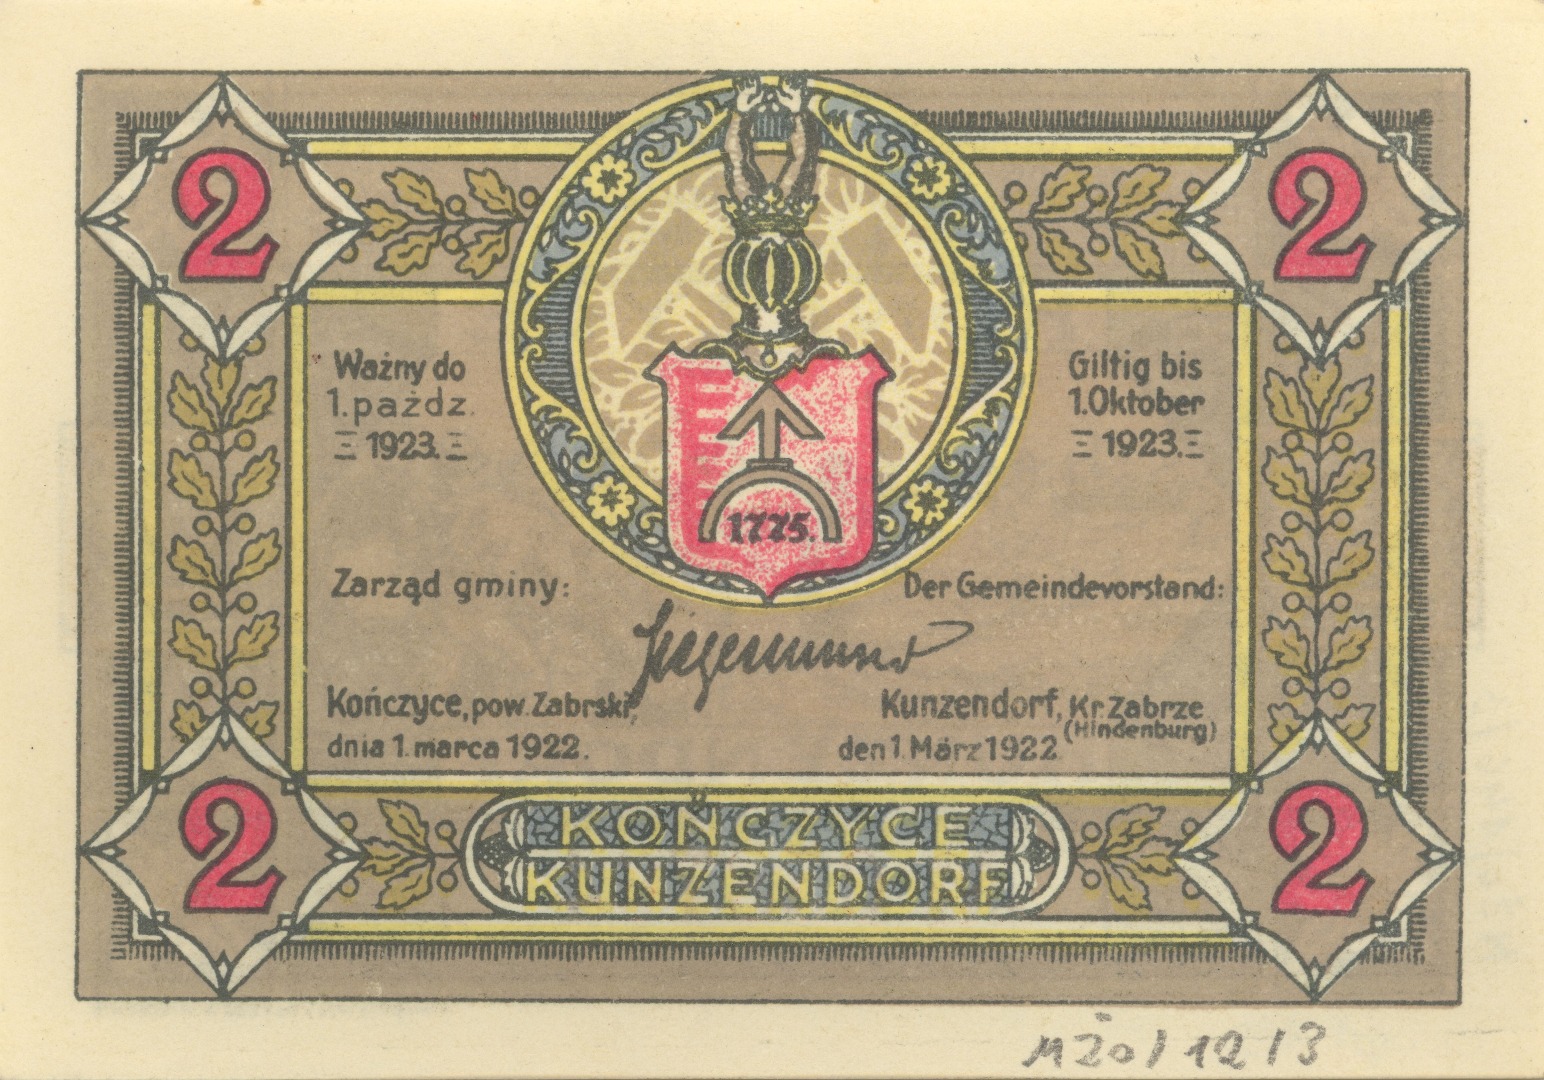 2
2
Ważny do
1. paźdz.
1923.
Giltig bis
1. Oktober
1923.
1725.
Zarząd gminy:
Der Gemeindevorstand:
Kończyce, pow. Zabrski,
dnia 1. marca 1922.
Kunzendorf, Kr. Zabrze
(Hindenburg)
den 1. März 1922
2
2
KOŃCZYCE
KUNZENDORF